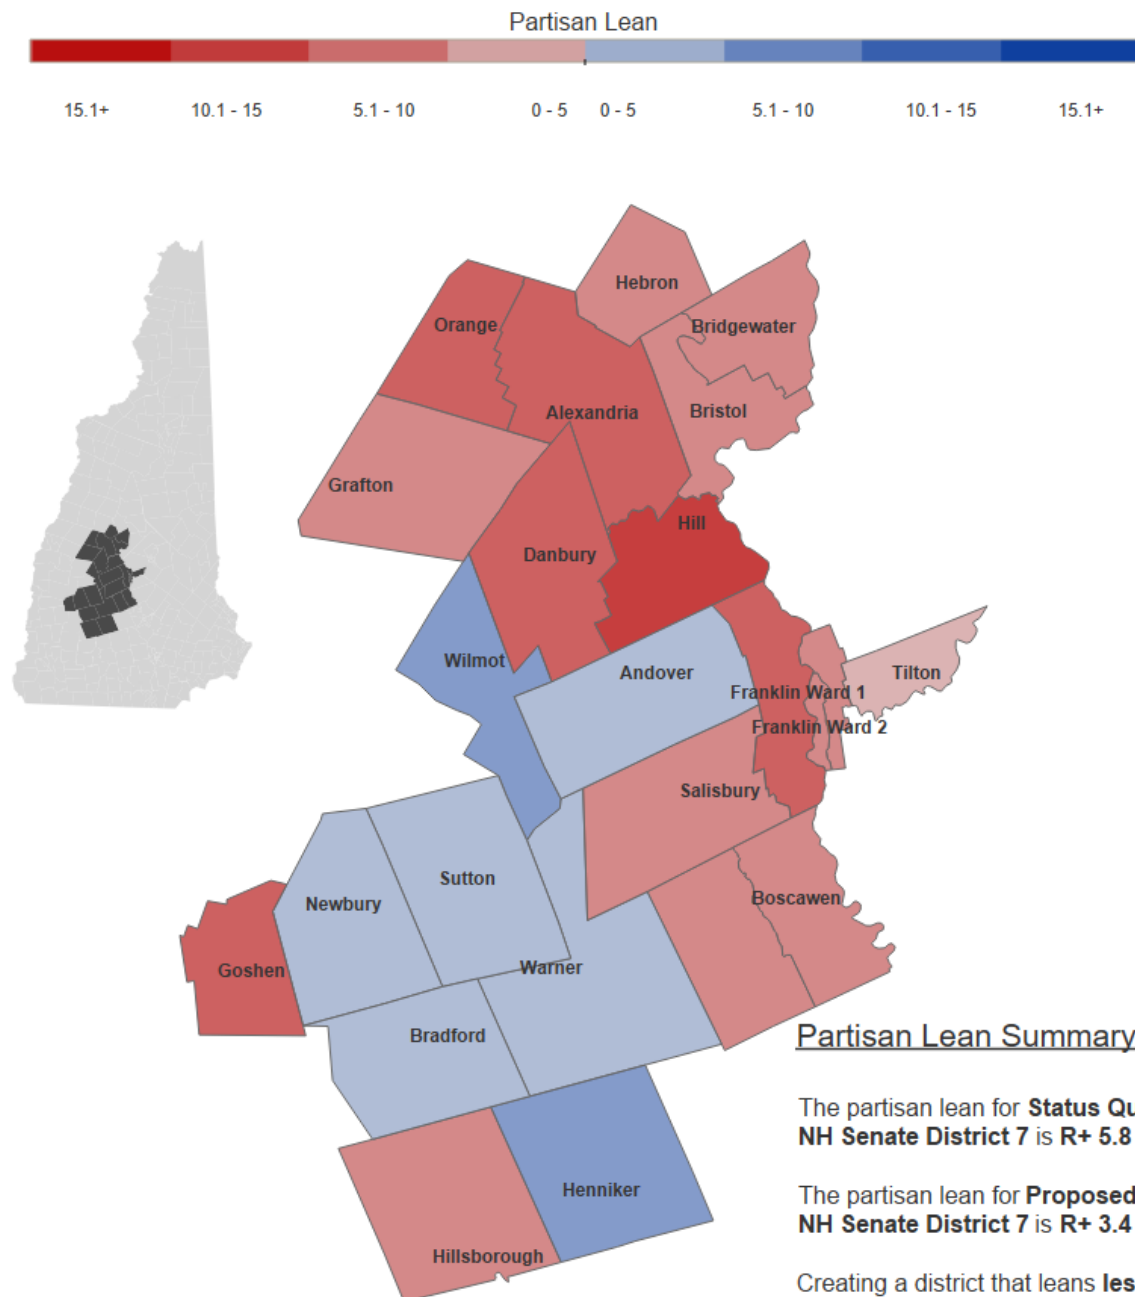 Partisan Lean
15.1+ 10.1 - 15 5.1 - 10 0 - 5 0 - 5 5.1 - 10 10.1 - 15 15.1+
Hebron
Orange
Bridgewater
Alexandria
Bristol
Grafton
Hill
Danbury
Wilmot
Andover
Tilton
Franklin Ward 1
Franklin Ward 2
Salisbury
Sutton
Boscawen
Newbury
Warner
Goshen
Bradford
Partisan Lean Summary
The partisan lean for Status Qu
NH Senate District 7 is R+ 5.8
The partisan lean for Proposed
NH Senate District 7 is R+ 3.4
Creating a district that leans les
Henniker
Hillsborough